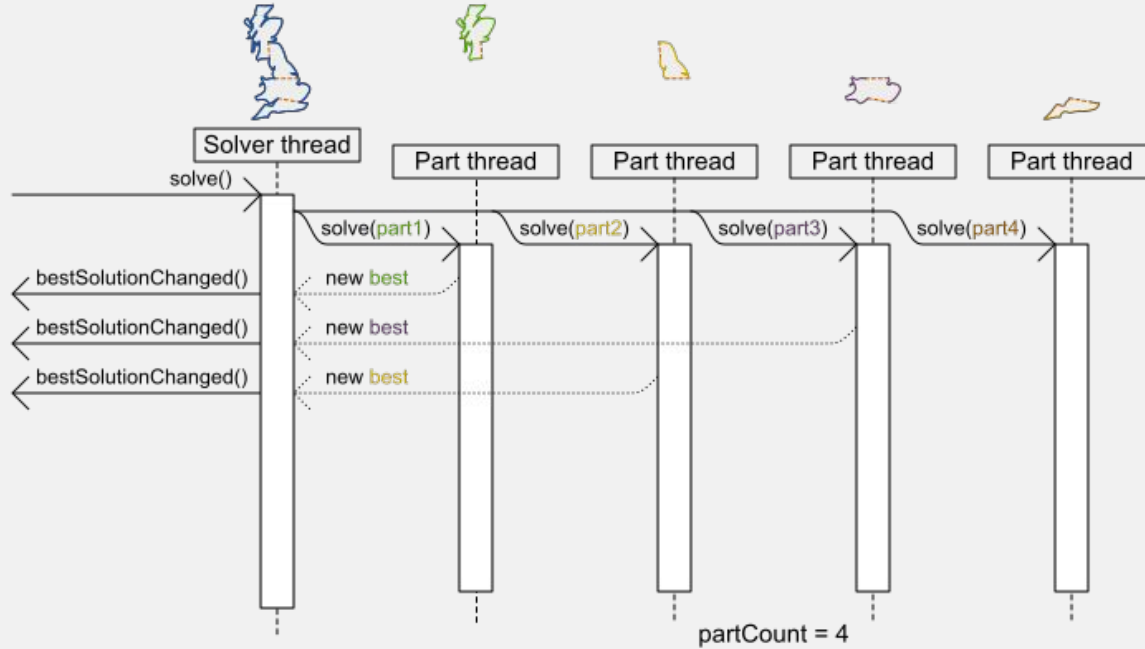 Solver thread
Part thread
Part thread
Part thread
Part thread
solve()
solve(part1)
solve(part2)
solve(part3)
solve(part4)
bestSolutionChanged()
new best
bestSolutionChanged()
new best
bestSolutionChanged()
new best
partCount = 4